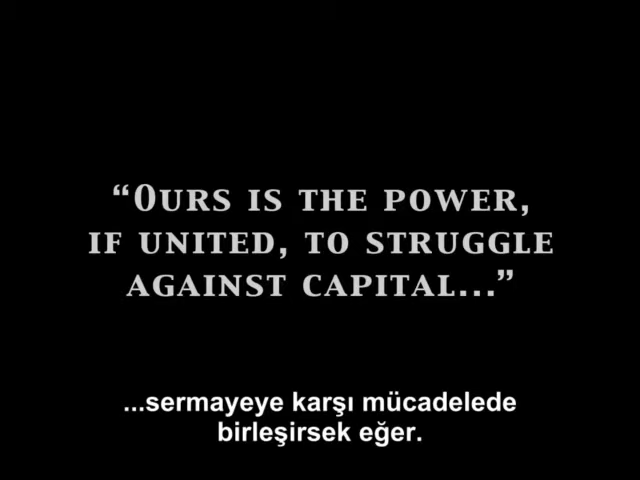 “Ours is the power,
if united, to struggle
against capital...”
...sermayeye karşı mücadelede
birleşirsek eğer.